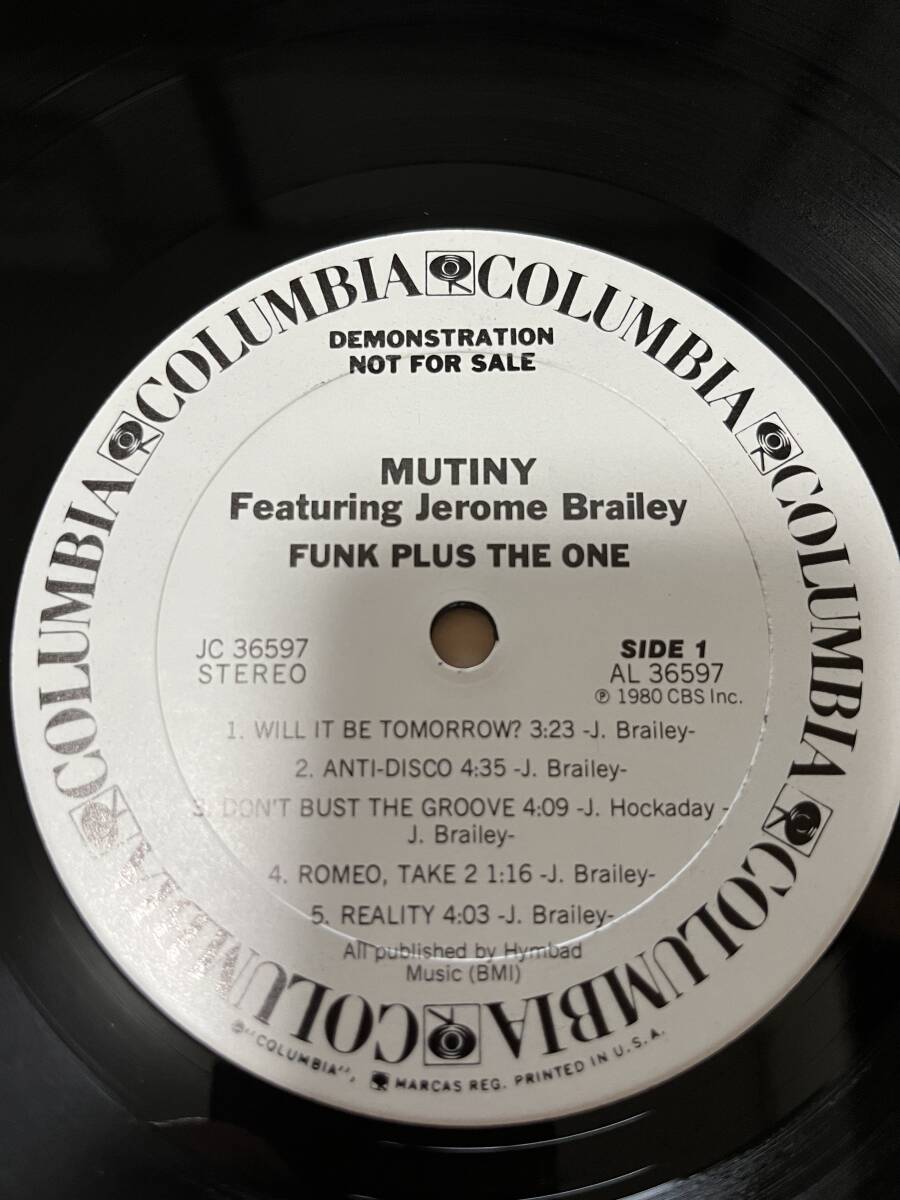 COLUMBIA COLUMBIA COLUMBIA COLUMBIA COLUMBIA COLUMBIA COLUMBIA COLUMBIA
DEMONSTRATION
NOT FOR SALE
MUTINY
Featuring Jerome Brailey
FUNK PLUS THE ONE
JC 36597
STEREO
SIDE 1
AL 36597
℗ 1980 CBS Inc.
1. WILL IT BE TOMORROW? 3:23 -J. Brailey-
2. ANTI-DISCO 4:35 -J. Brailey-
3. DON'T BUST THE GROOVE 4:09 -J. Hockaday -
J. Brailey-
4. ROMEO, TAKE 2 1:16 -J. Brailey-
5. REALITY 4:03 -J. Brailey-
All published by Hymbad
Music (BMI)
® "COLUMBIA", MARCAS REG. PRINTED IN U.S.A.